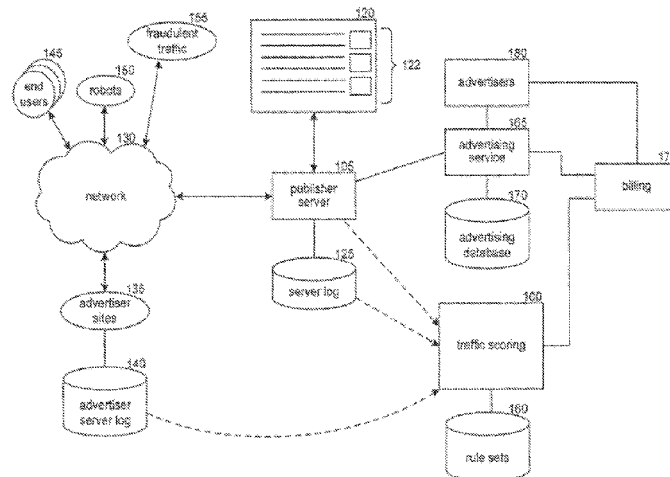 155
fraudulent
traffic
120
145
end
users
150
robots
122
180
advertisers
130
network
105
publisher
server
165
advertising
service
17
billing
170
advertising
database
125
server log
135
advertiser
sites
100
traffic scoring
140
advertiser
server log
160
rule sets